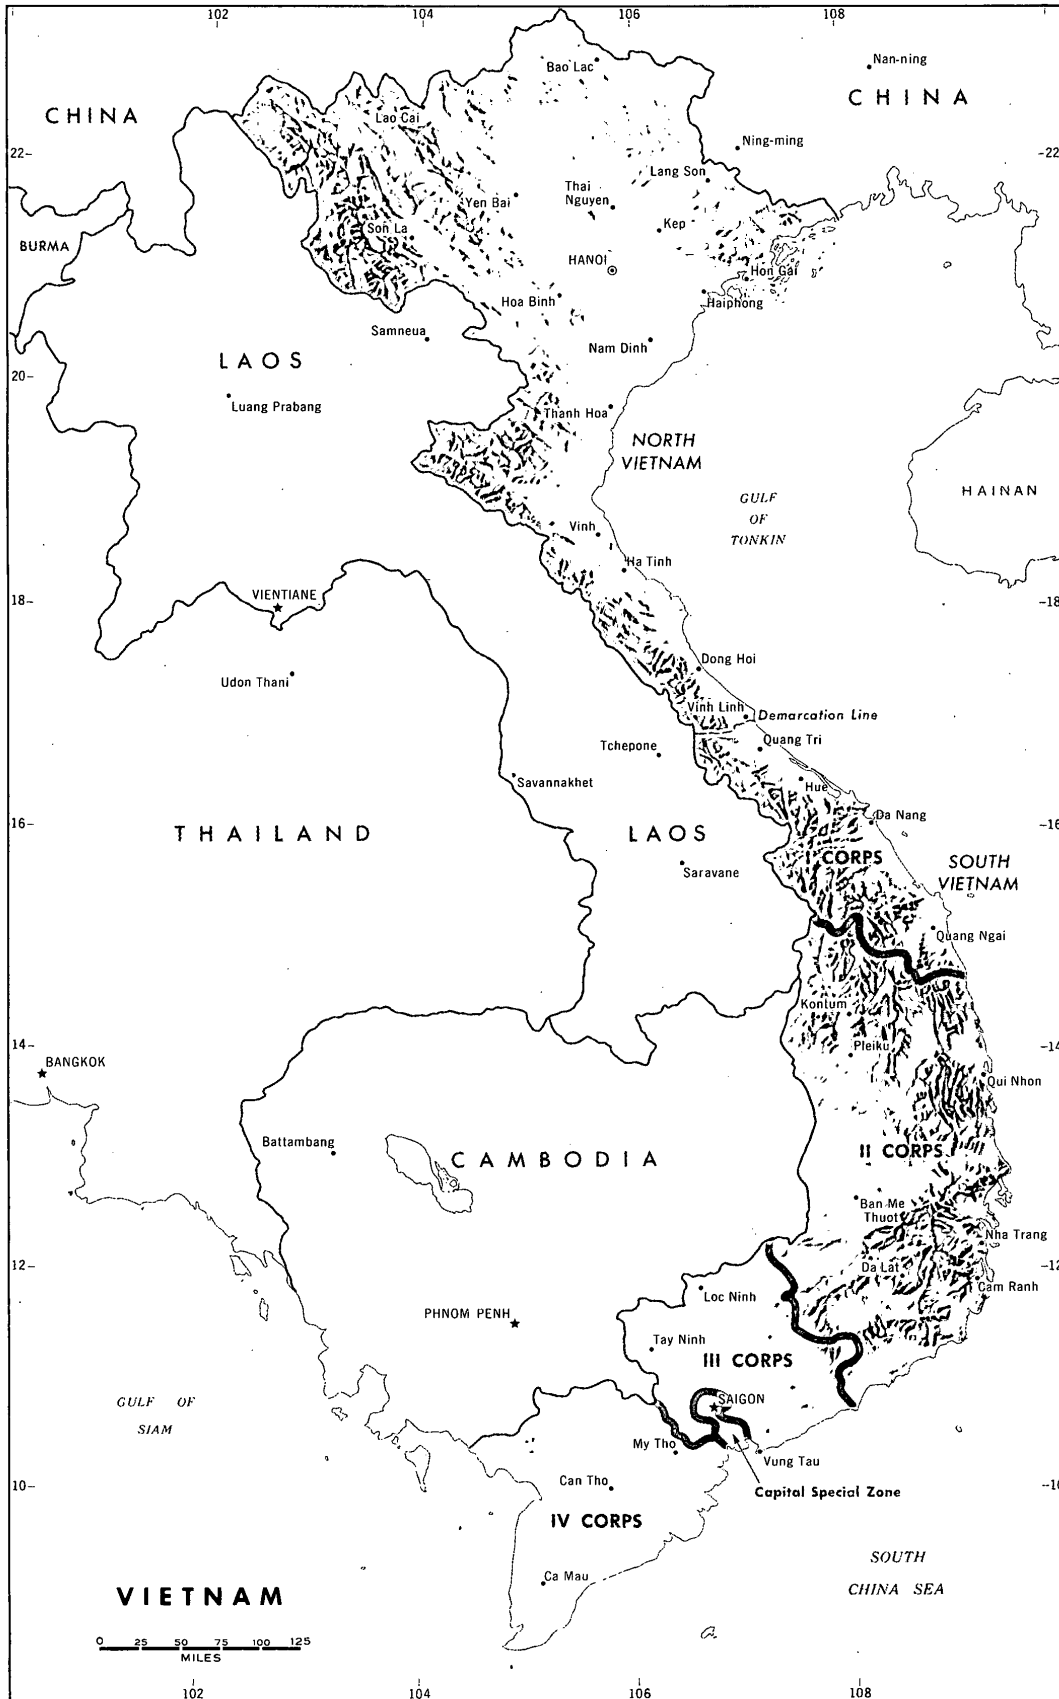 102 104 106 108
Bao Lac
Nan-ning
CHINA
CHINA
Lao Cai
22
22
Ning-ming
Lang Son
Thai
Nguyen
Yen Bai
Kep
Son La
BURMA
HANOI
Hon Gai
Hoa Binh
Haiphong
Samneua
Nam Dinh
LAOS
20
Luang Prabang
Thanh Hoa
NORTH
VIETNAM
HAINAN
GULF
OF
TONKIN
Vinh
Ha Tinh
VIENTIANE
18
18
Dong Hoi
Udon Thani
Vinh Linh
Demarcation Line
Quang Tri
Tchepone
Savannakhet
Hue
Da Nang
16
16
THAILAND
LAOS
I CORPS
SOUTH
VIETNAM
Saravane
Quang Ngai
Kontum
14
14
Pleiku
BANGKOK
Qui Nhon
Battambang
CAMBODIA
II CORPS
Ban Me
Thuot
Nha Trang
12
12
Da Lat
Cam Ranh
Loc Ninh
PHNOM PENH
Tay Ninh
III CORPS
GULF OF
SIAM
SAIGON
My Tho
Vung Tau
Can Tho
10
10
Capital Special Zone
IV CORPS
SOUTH
CHINA SEA
Ca Mau
VIETNAM
0 25 50 75 100 125
MILES
102 104 106 108